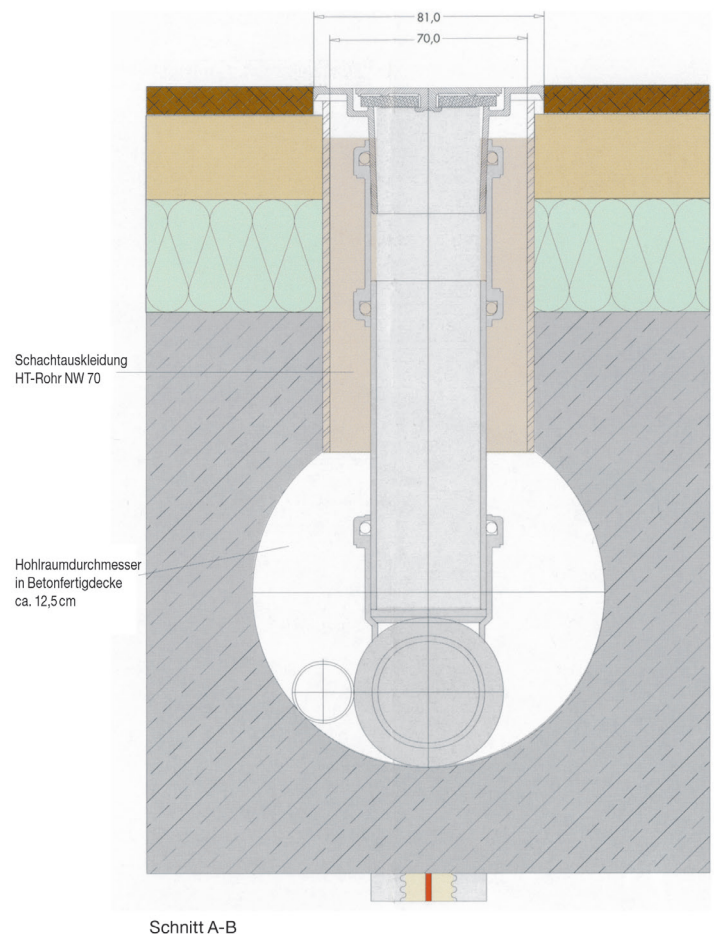 81,0
70,0
Schachtauskleidung
HT-Rohr NW 70
Hohlraumdurchmesser
in Betonfertigdecke
ca. 12,5 cm
Schnitt A-B